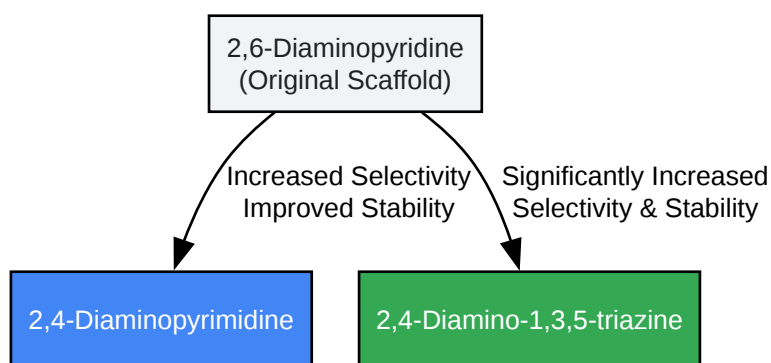 2,6-Diaminopyridine
(Original Scaffold)
Increased Selectivity
Improved Stability
Significantly Increased
Selectivity & Stability
2,4-Diaminopyrimidine
2,4-Diamino-1,3,5-triazine